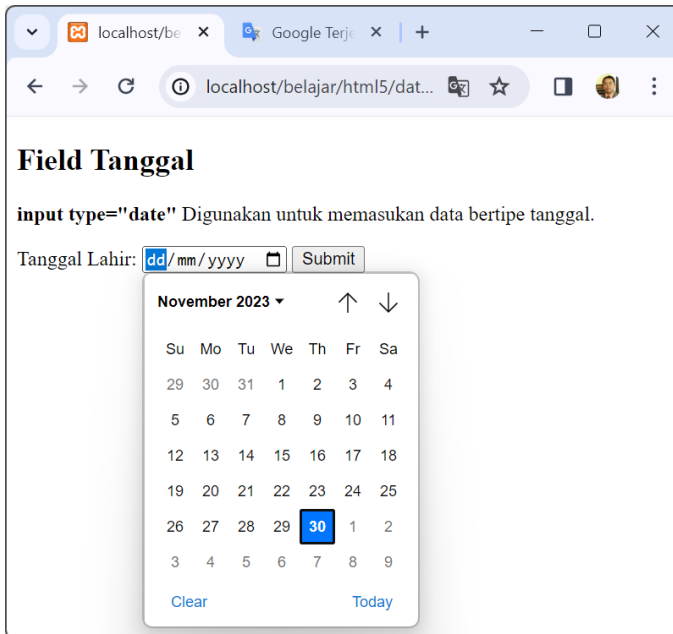 localhost/be
Google Terje
localhost/belajar/html5/dat...
Field Tanggal
input type="date" Digunakan untuk memasukan data bertipe tanggal.
Tanggal Lahir: dd/mm/yyyy Submit
November 2023
Su Mo Tu We Th Fr Sa
29 30 31 1 2 3 4
5 6 7 8 9 10 11
12 13 14 15 16 17 18
19 20 21 22 23 24 25
26 27 28 29 30 1 2
3 4 5 6 7 8 9
Clear Today